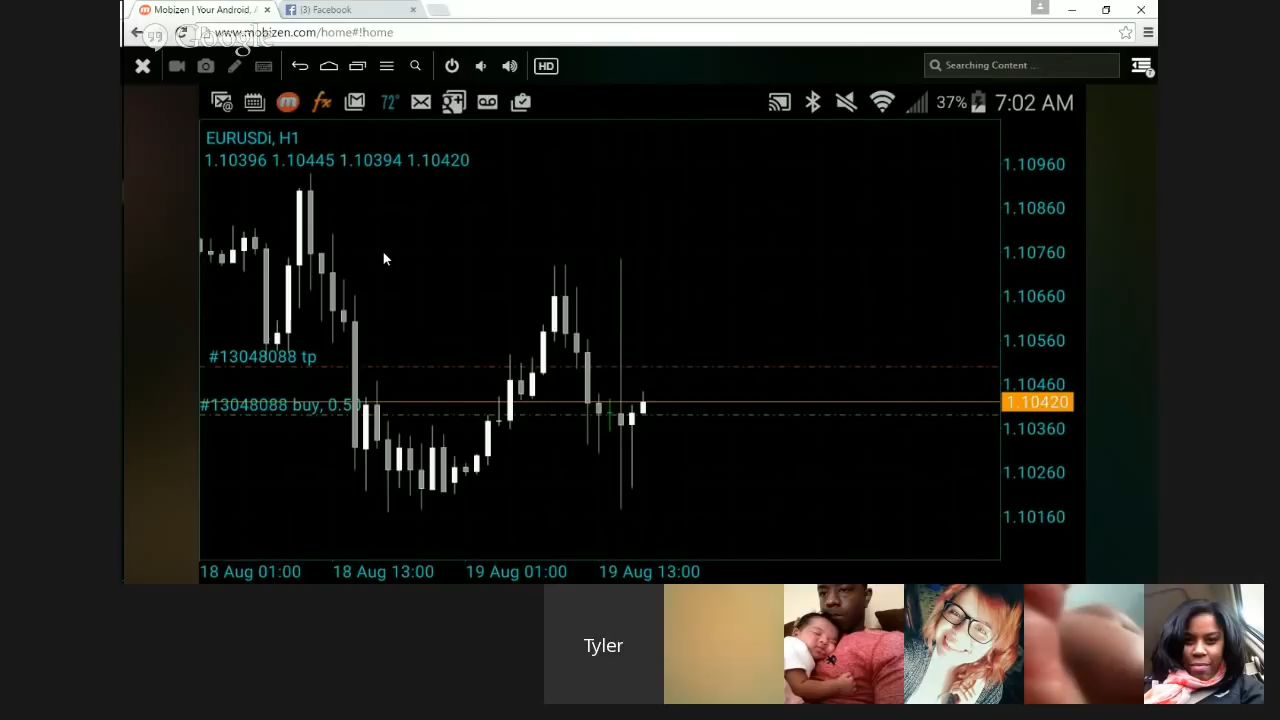 Mobizen | Your Android, A
(3) Facebook
Google
www.mobizen.com/home#!home
HD
Searching Content ...
72°
37%
7:02 AM
EURUSDi, H1
1.10396 1.10445 1.10394 1.10420
1.10960
1.10860
1.10760
1.10660
1.10560
#13048088 tp
1.10460
#13048088 buy, 0.50
1.10420
1.10360
1.10260
1.10160
18 Aug 01:00
18 Aug 13:00
19 Aug 01:00
19 Aug 13:00
Tyler